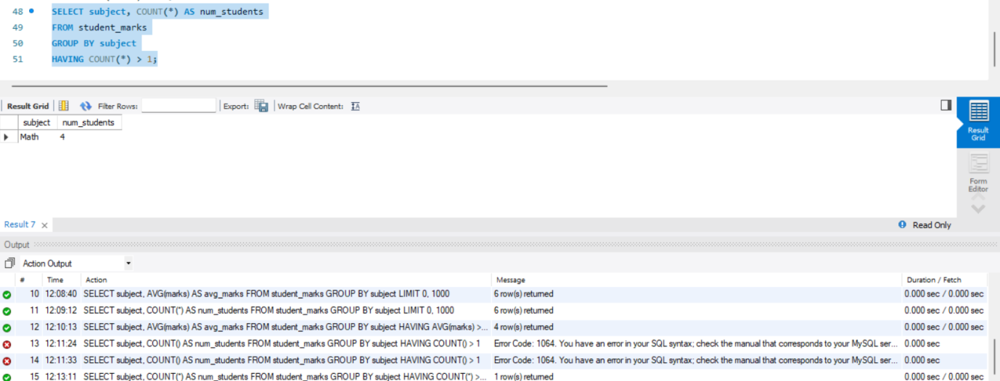 48 SELECT subject, COUNT(*) AS num_students
49 FROM student_marks
50 GROUP BY subject
51 HAVING COUNT(*) > 1;
Result Grid Filter Rows: Export: Wrap Cell Content: IA
subject num_students
Math 4
Result Grid
Form Editor
Result 7 × Read Only
Output
Action Output
# Time Action Message Duration / Fetch
10 12:08:40 SELECT subject, AVG(marks) AS avg_marks FROM student_marks GROUP BY subject LIMIT 0, 1000 6 row(s) returned 0.000 sec / 0.000 sec
11 12:09:12 SELECT subject, COUNT(*) AS num_students FROM student_marks GROUP BY subject LIMIT 0, 1000 6 row(s) returned 0.000 sec / 0.000 sec
12 12:10:13 SELECT subject, AVG(marks) AS avg_marks FROM student_marks GROUP BY subject HAVING AVG(marks) >... 4 row(s) returned 0.000 sec / 0.000 sec
13 12:11:24 SELECT subject, COUNT() AS num_students FROM student_marks GROUP BY subject HAVING COUNT() > 1 Error Code: 1064. You have an error in your SQL syntax; check the manual that corresponds to your MySQL ser... 0.000 sec
14 12:11:33 SELECT subject, COUNT() AS num_students FROM student_marks GROUP BY subject HAVING COUNT() > 1 Error Code: 1064. You have an error in your SQL syntax; check the manual that corresponds to your MySQL ser... 0.000 sec
15 12:13:11 SELECT subject, COUNT(*) AS num_students FROM student_marks GROUP BY subject HAVING COUNT(*) >... 1 row(s) returned 0.000 sec / 0.000 sec